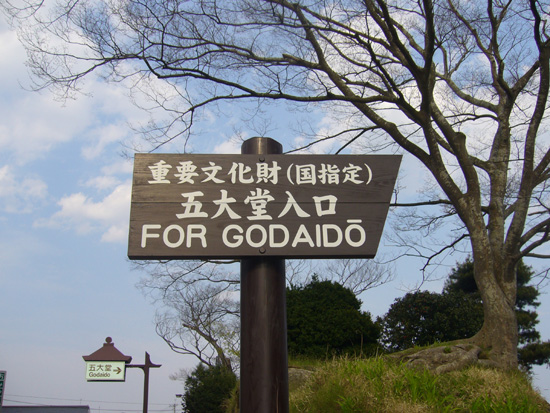 重要文化財(国指定)
五大堂入口
FOR GODAIDŌ
五大堂
Godaido